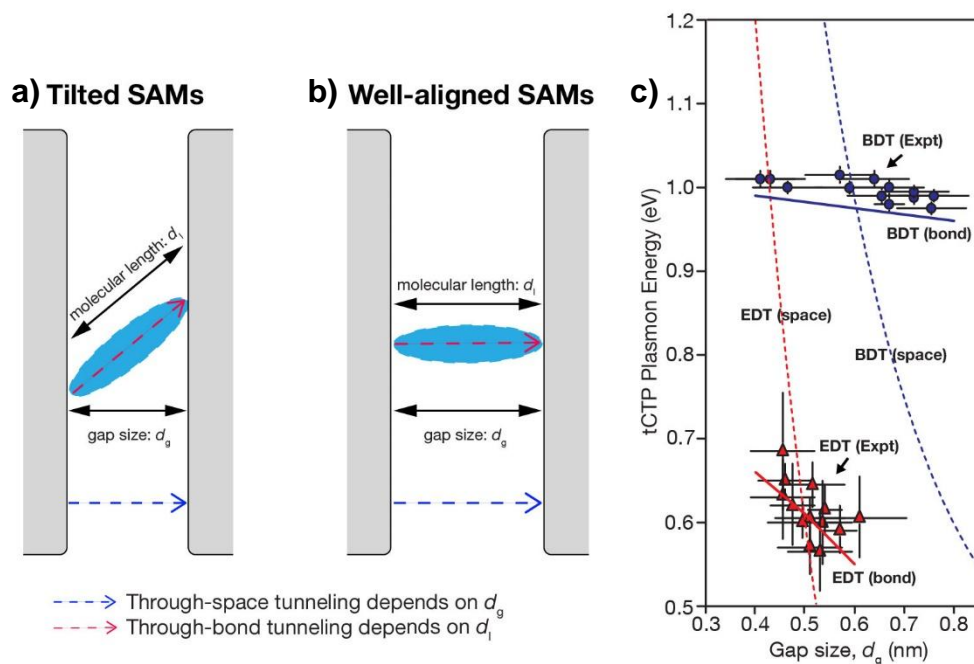 a) Tilted SAMs
molecular length: dₗ
gap size: d_g
b) Well-aligned SAMs
molecular length: dₗ
gap size: d_g
Through-space tunneling depends on d_g
Through-bond tunneling depends on dₗ
c)
tCTP Plasmon Energy (eV)
1.2
1.1
1.0
0.9
0.8
0.7
0.6
0.5
BDT (Expt)
BDT (bond)
EDT (space)
BDT (space)
EDT (Expt)
EDT (bond)
0.3 0.4 0.5 0.6 0.7 0.8
Gap size, d_g (nm)